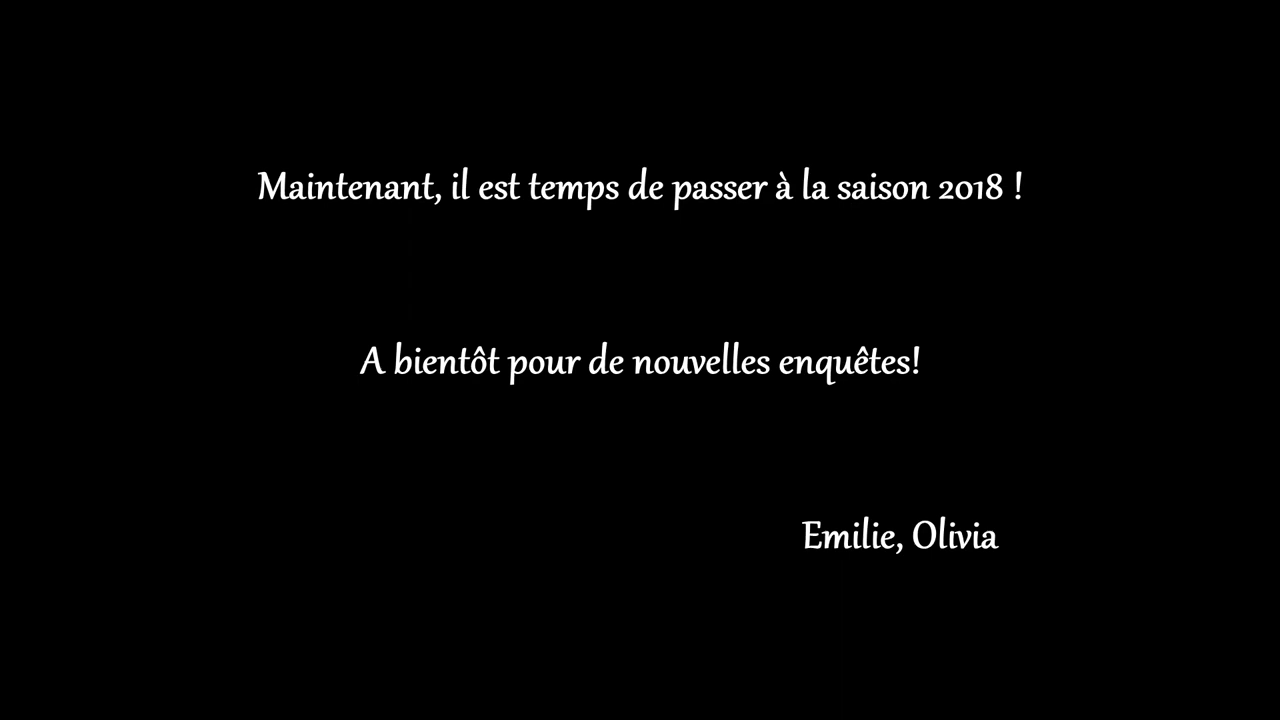 Maintenant, il est temps de passer à la saison 2018 !
A bientôt pour de nouvelles enquêtes!
Emilie, Olivia